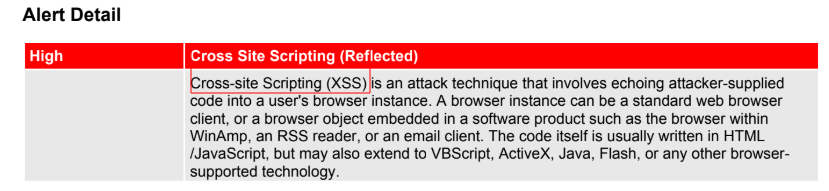 Alert Detail
High Cross Site Scripting (Reflected)
Cross-site Scripting (XSS) is an attack technique that involves echoing attacker-supplied
code into a user's browser instance. A browser instance can be a standard web browser
client, or a browser object embedded in a software product such as the browser within
WinAmp, an RSS reader, or an email client. The code itself is usually written in HTML
/JavaScript, but may also extend to VBScript, ActiveX, Java, Flash, or any other browser-
supported technology.